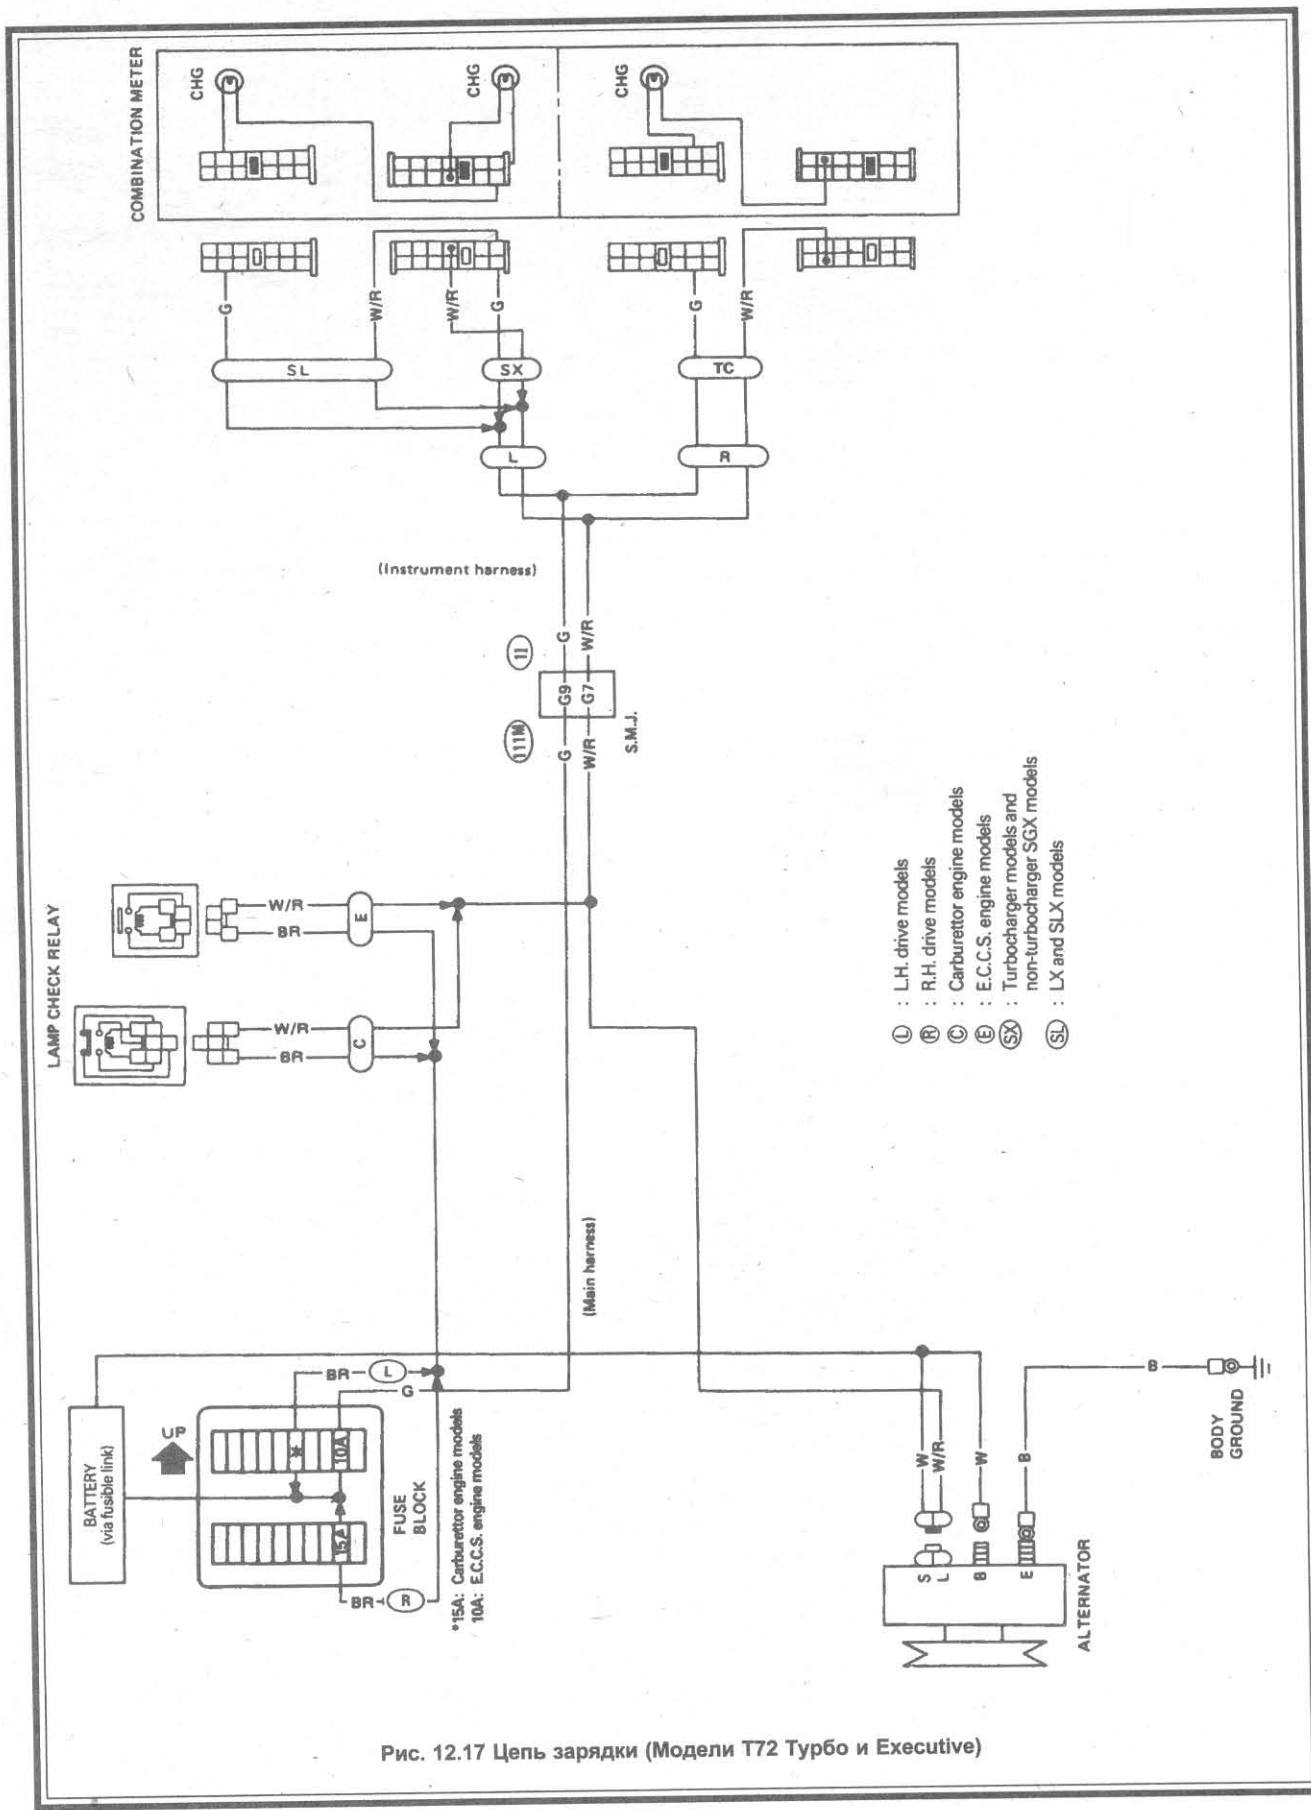 COMBINATION METER
CHG
CHG
CHG
G
W/R
W/R
G
G
W/R
SL
SX
TC
L
R
(Instrument harness)
G
W/R
1J
G9
G7
S.M.J.
111M
G
W/R
LAMP CHECK RELAY
W/R
BR
E
W/R
BR
C
L : L.H. drive models
R : R.H. drive models
C : Carburettor engine models
E : E.C.C.S. engine models
SX : Turbocharger models and
non-turbocharger SGX models
SL : LX and SLX models
(Main harness)
BATTERY
(via fusible link)
UP
BR
L
G
*
10A
15A
FUSE
BLOCK
BR
R
*15A: Carburettor engine models
10A: E.C.C.S. engine models
W
W/R
W
B
B
BODY
GROUND
S
L
B
E
ALTERNATOR
Рис. 12.17 Цепь зарядки (Модели Т72 Турбо и Executive)